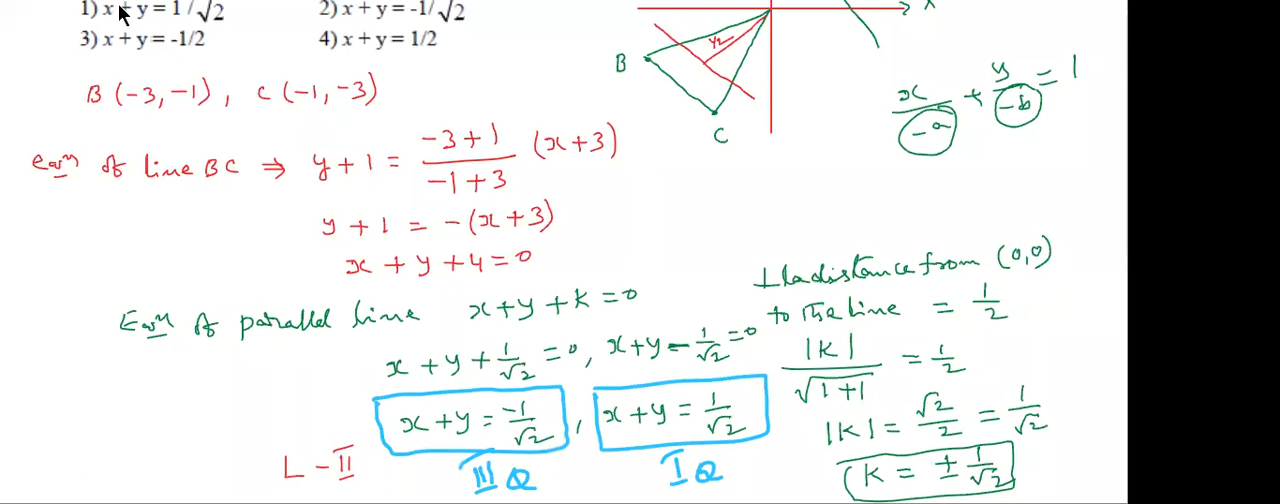 1) x + y = 1 / √2 2) x + y = -1/ √2
3) x + y = -1/2 4) x + y = 1/2
B (-3, -1) , C (-1, -3)
Eqⁿ of line BC ⇒ y + 1 = (-3 + 1)/(-1 + 3) (x + 3)
y + 1 = -(x + 3)
x + y + 4 = 0
Eqⁿ of parallel line x + y + k = 0
x + y + 1/√2 = 0, x + y - 1/√2 = 0
x + y = -1/√2 , x + y = 1/√2
III Q I Q
L - II
X
B
C
1/2
x/-a + y/-b = 1
⊥lar distance from (0,0)
to the line = 1/2
|K|/√(1+1) = 1/2
|K| = √2/2 = 1/√2
K = ± 1/√2